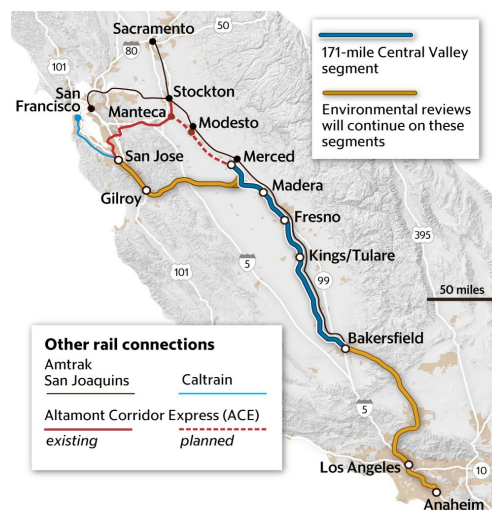 Sacramento
50
80
101
171-mile Central Valley
segment
Environmental reviews
will continue on these
segments
San
Francisco
Stockton
Manteca
Modesto
San Jose
Merced
Gilroy
Madera
Fresno
395
101
5
Kings/Tulare
99
50 miles
Bakersfield
Other rail connections
Amtrak
San Joaquins
Caltrain
Altamont Corridor Express (ACE)
existing
planned
5
Los Angeles
10
Anaheim